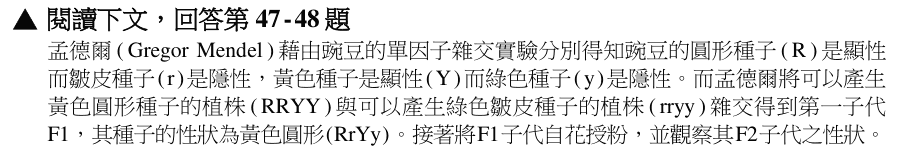 ▲ 閱讀下文，回答第 47-48 題
孟德爾 (Gregor Mendel) 藉由豌豆的單因子雜交實驗分別得知豌豆的圓形種子 (R) 是顯性
而皺皮種子(r)是隱性，黃色種子是顯性(Y)而綠色種子(y)是隱性。而孟德爾將可以產生
黃色圓形種子的植株 (RRYY) 與可以產生綠色皺皮種子的植株 (rryy) 雜交得到第一子代
F1，其種子的性狀為黃色圓形(RrYy)。接著將F1子代自花授粉，並觀察其F2子代之性狀。